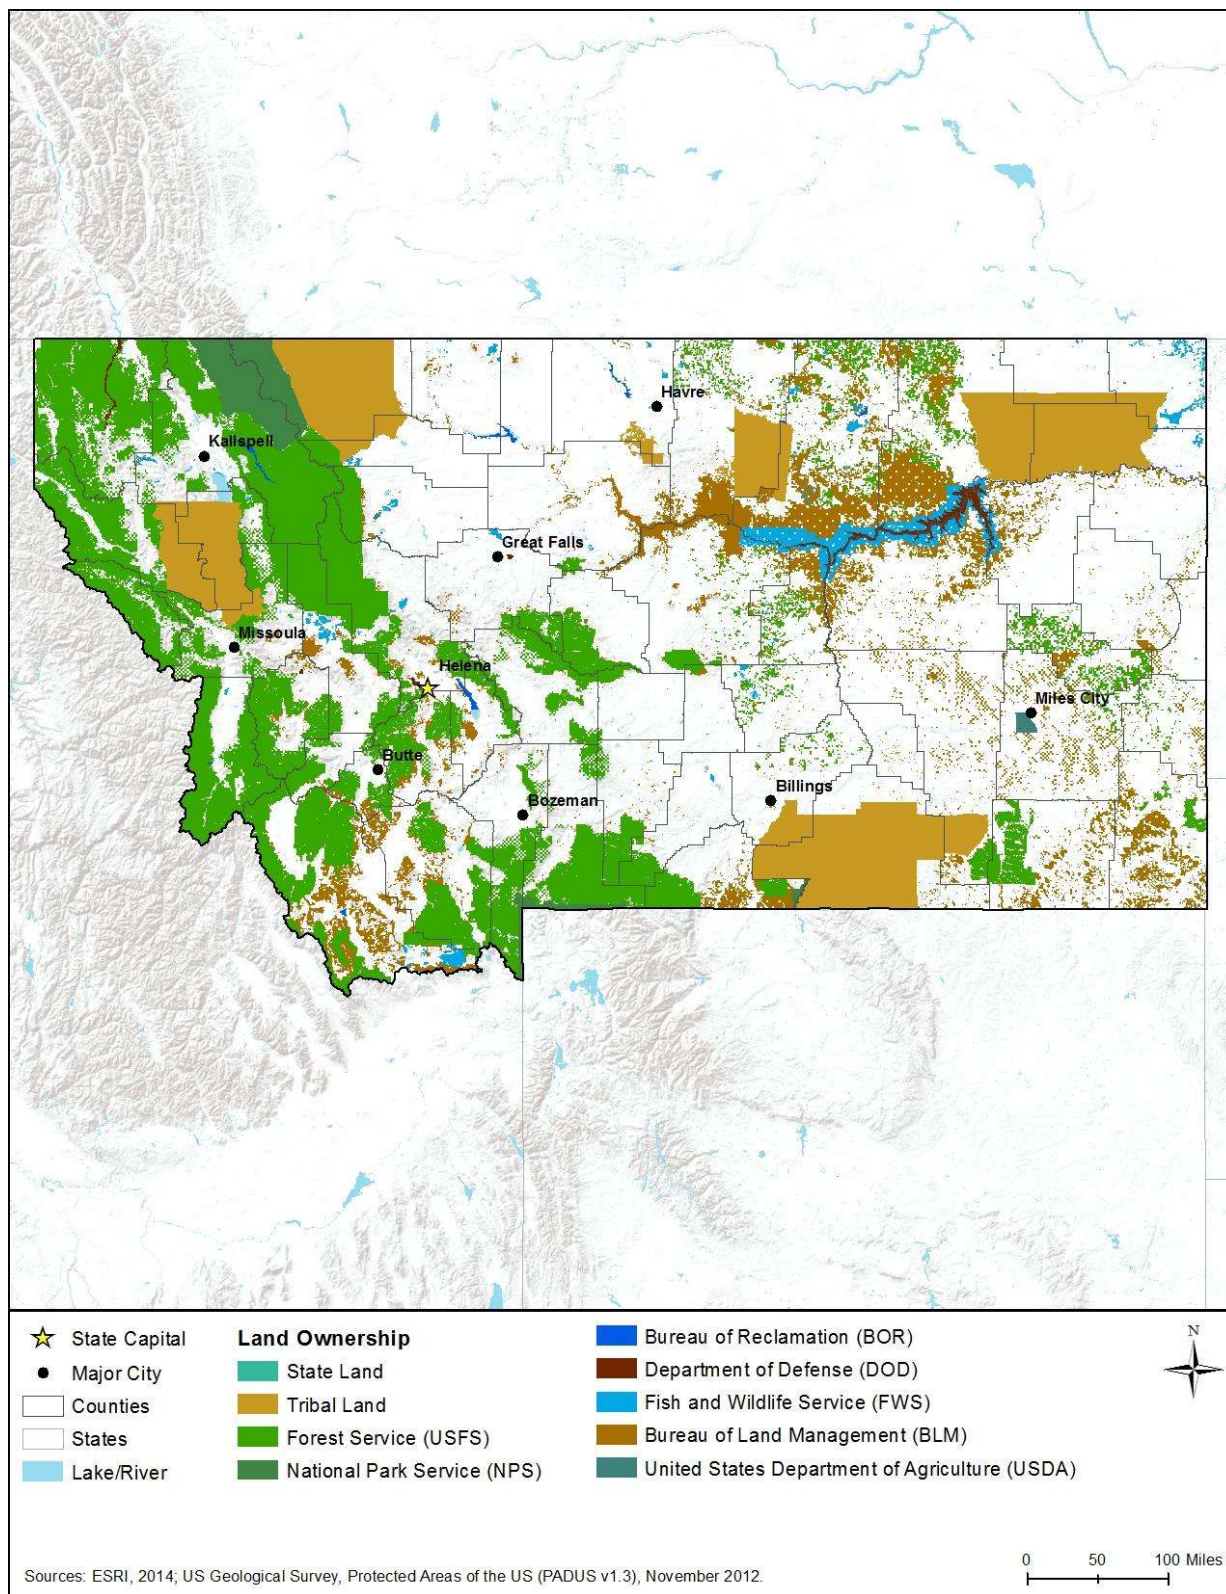 Havre
Kalispell
Great Falls
Missoula
Helena
Miles City
Butte
Billings
Bozeman
State Capital
Major City
Counties
States
Lake/River
Land Ownership
State Land
Tribal Land
Forest Service (USFS)
National Park Service (NPS)
Bureau of Reclamation (BOR)
Department of Defense (DOD)
Fish and Wildlife Service (FWS)
Bureau of Land Management (BLM)
United States Department of Agriculture (USDA)
N
0 50 100 Miles
Sources: ESRI, 2014; US Geological Survey, Protected Areas of the US (PADUS v1.3), November 2012.